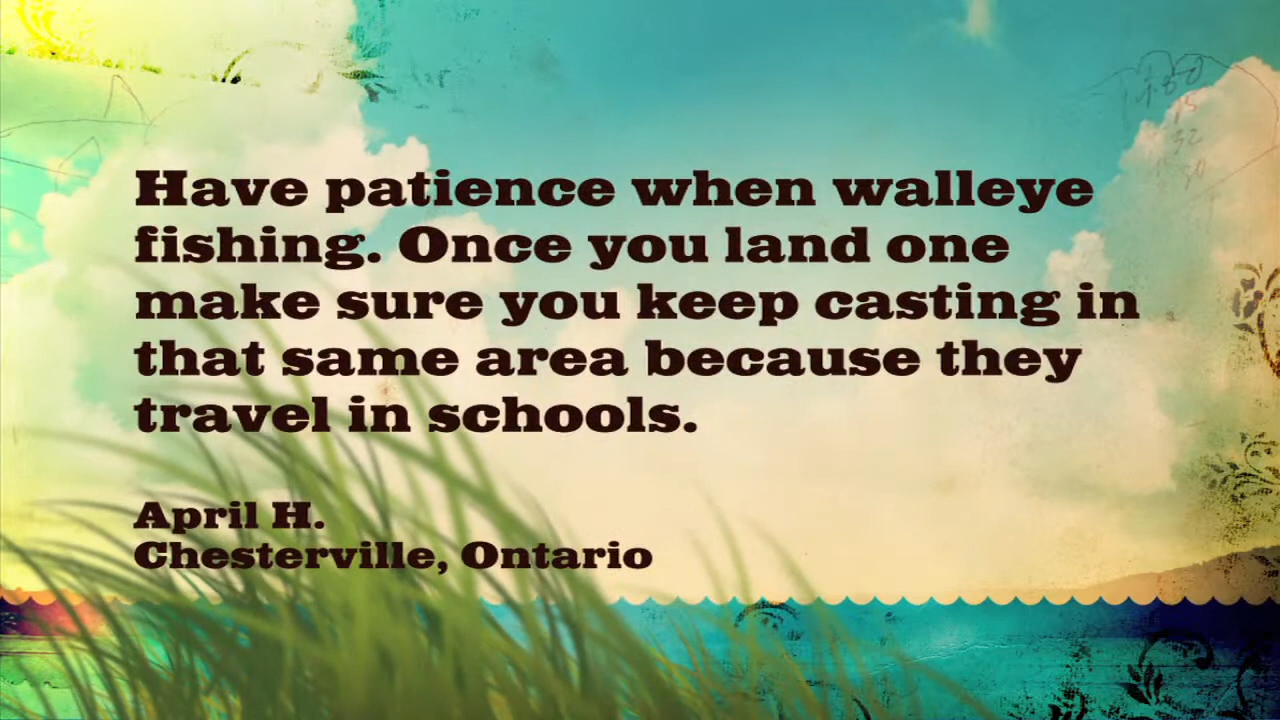 Have patience when walleye
fishing. Once you land one
make sure you keep casting in
that same area because they
travel in schools.
April H.
Chesterville, Ontario